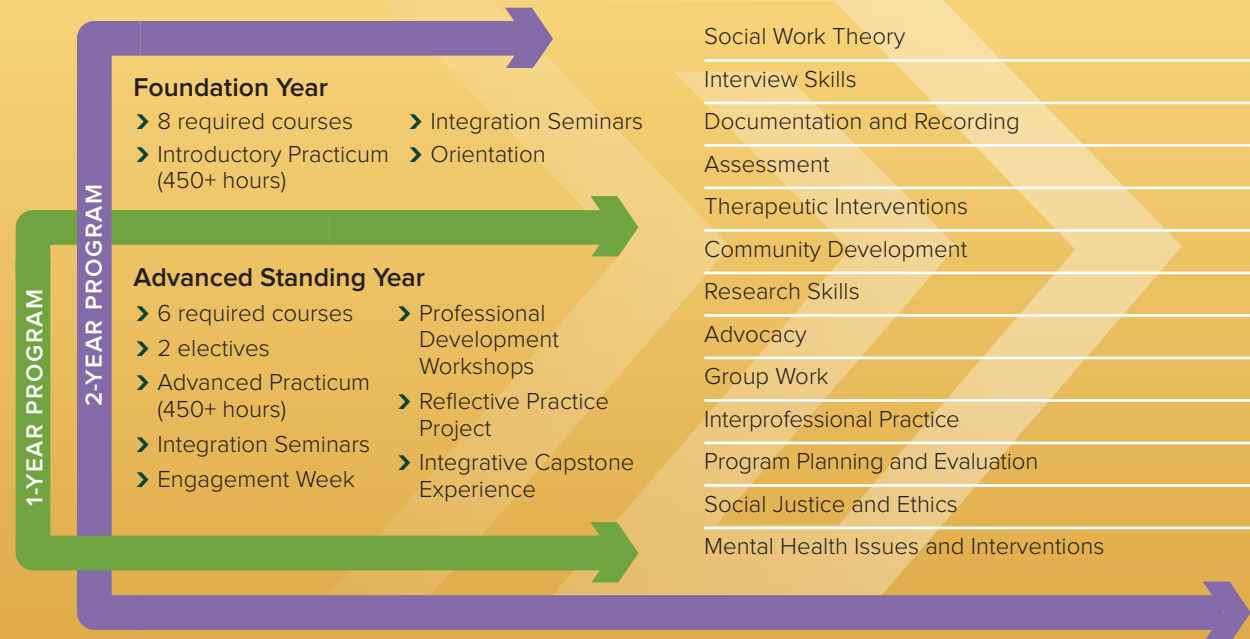 Foundation Year
8 required courses
Introductory Practicum
(450+ hours)
Integration Seminars
Orientation
1-YEAR PROGRAM
2-YEAR PROGRAM
Advanced Standing Year
6 required courses
2 electives
Advanced Practicum
(450+ hours)
Integration Seminars
Engagement Week
Professional
Development
Workshops
Reflective Practice
Project
Integrative Capstone
Experience
Social Work Theory
Interview Skills
Documentation and Recording
Assessment
Therapeutic Interventions
Community Development
Research Skills
Advocacy
Group Work
Interprofessional Practice
Program Planning and Evaluation
Social Justice and Ethics
Mental Health Issues and Interventions